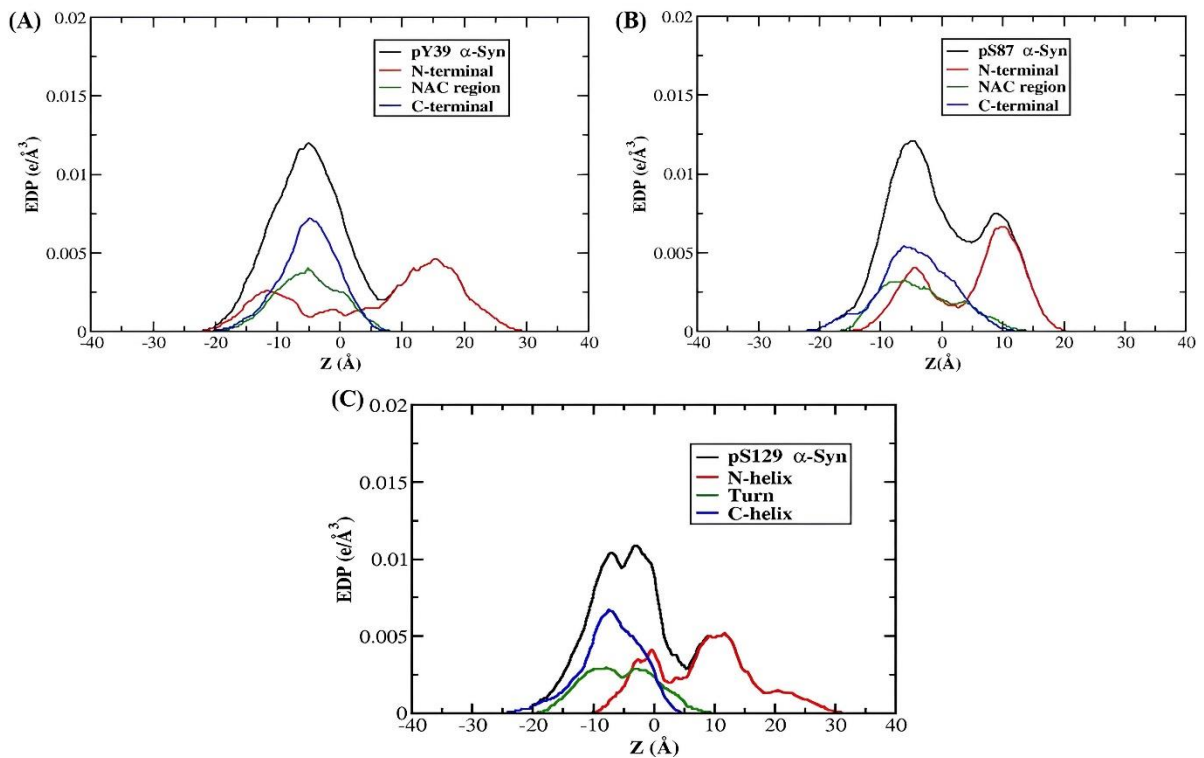 (A)
0.02
0.015
0.01
0.005
0
EDP (e/Å³)
pY39 α-Syn
N-terminal
NAC region
C-terminal
-40 -30 -20 -10 0 10 20 30 40
Z (Å)
(B)
0.02
0.015
0.01
0.005
0
EDP (e/Å³)
pS87 α-Syn
N-terminal
NAC region
C-terminal
-40 -30 -20 -10 0 10 20 30 40
Z(Å)
(C)
0.02
0.015
0.01
0.005
0
EDP (e/Å³)
pS129 α-Syn
N-helix
Turn
C-helix
-40 -30 -20 -10 0 10 20 30 40
Z (Å)